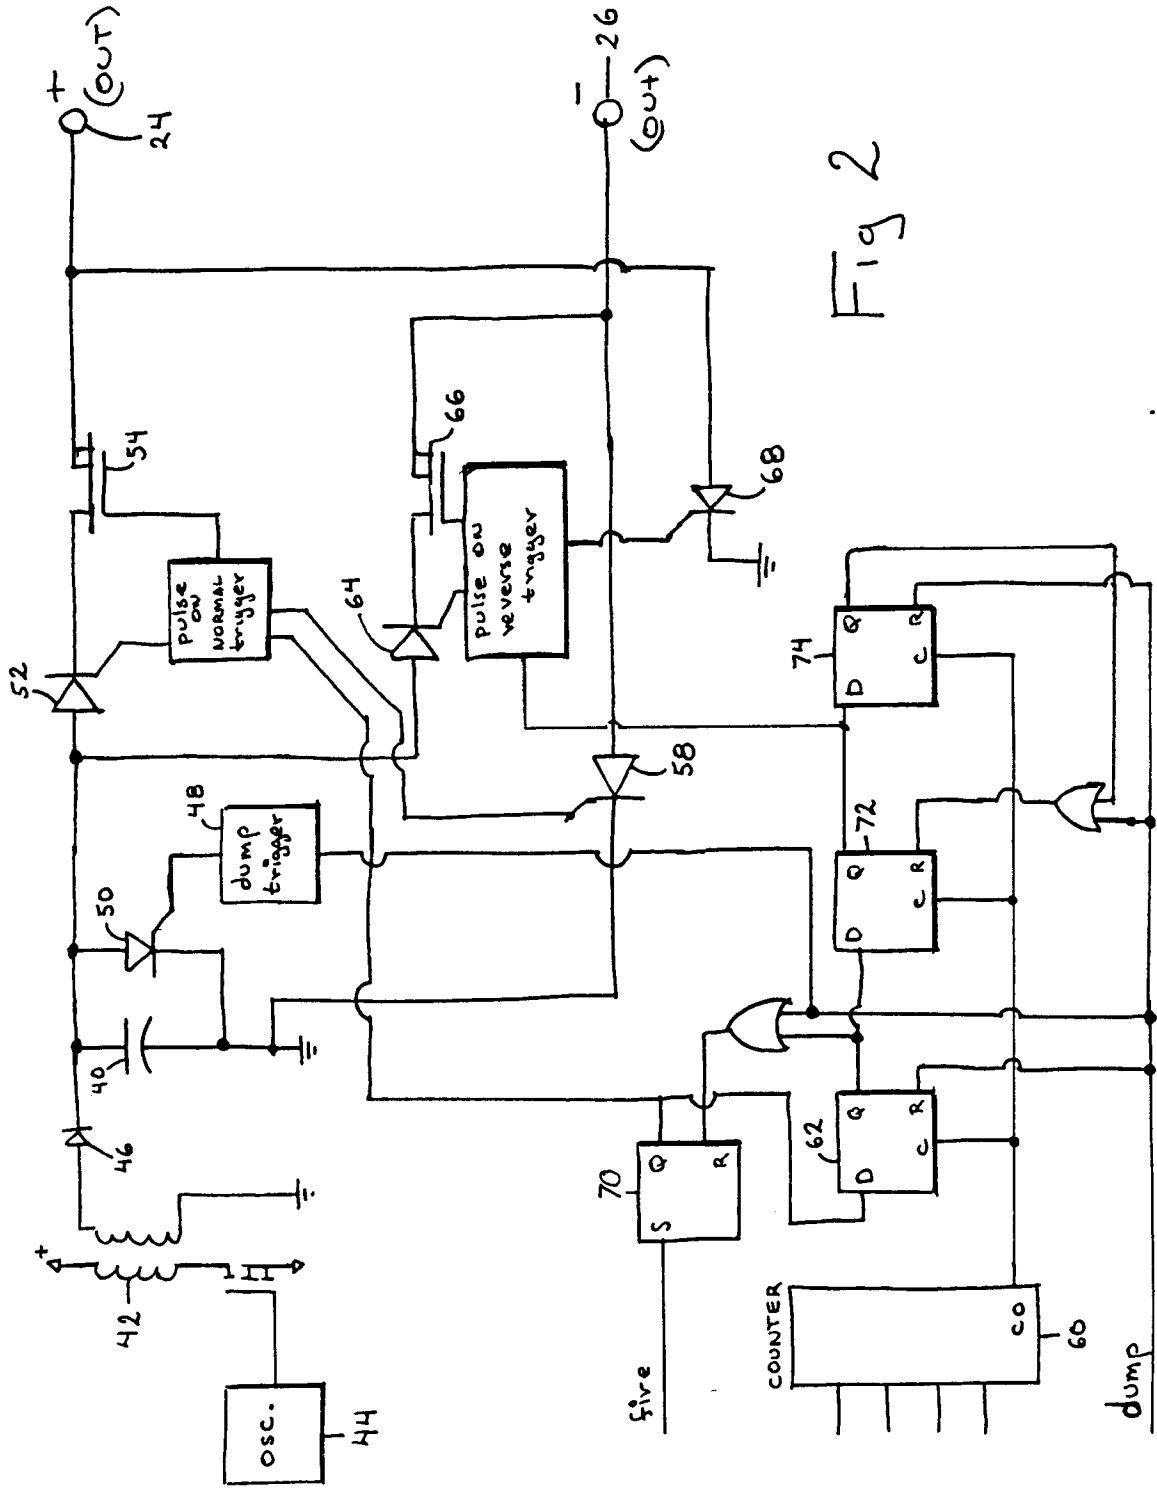 +
(OUT)
24
−
26
(OUT)
54
66
68
Fig 2
52
pulse
ON
NORMAL
trigger
64
pulse ON
reverse
trigger
74
Q
R
D
C
48
dump
trigger
50
58
72
Q
R
D
C
40
46
+
42
OSC.
44
70
Q
R
S
62
Q
R
D
C
fire
COUNTER
CO
60
dump